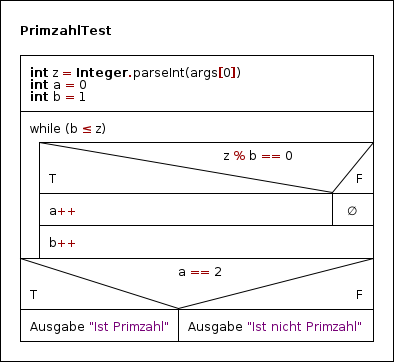 PrimzahlTest
int z = Integer.parseInt(args[0])
int a = 0
int b = 1
while (b ≤ z)
z % b == 0
T F
a++ ∅
b++
a == 2
T F
Ausgabe "Ist Primzahl" Ausgabe "Ist nicht Primzahl"